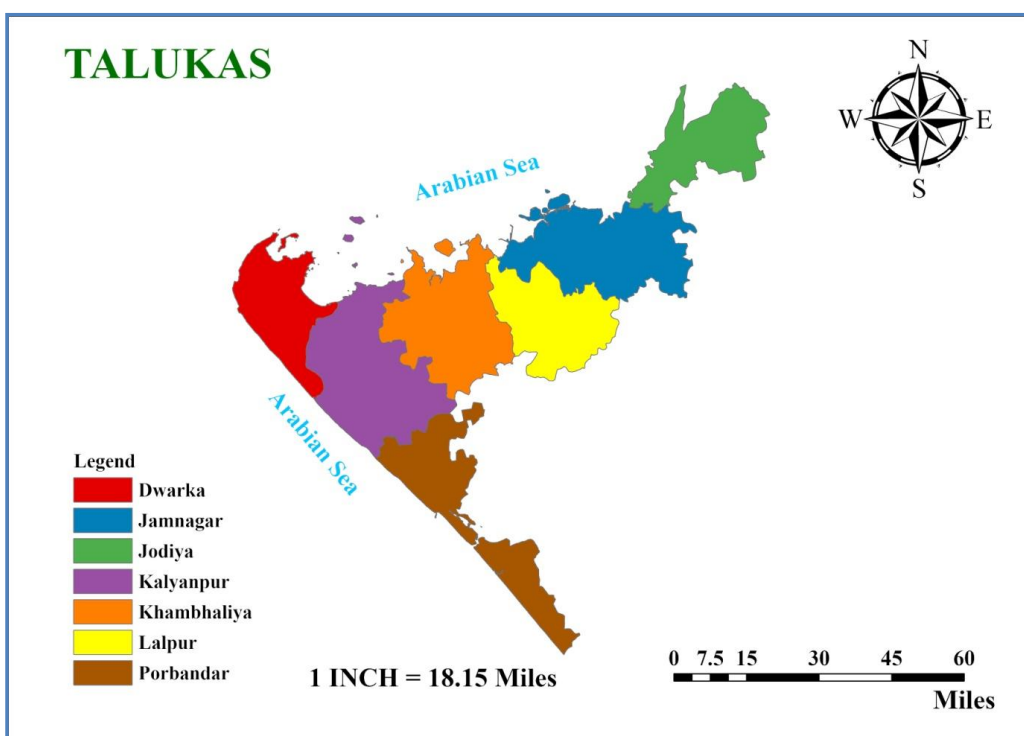 TALUKAS
N
W
E
S
Arabian Sea
Arabian Sea
Legend
Dwarka
Jamnagar
Jodiya
Kalyanpur
Khambhaliya
Lalpur
Porbandar
1 INCH = 18.15 Miles
0 7.5 15 30 45 60
Miles